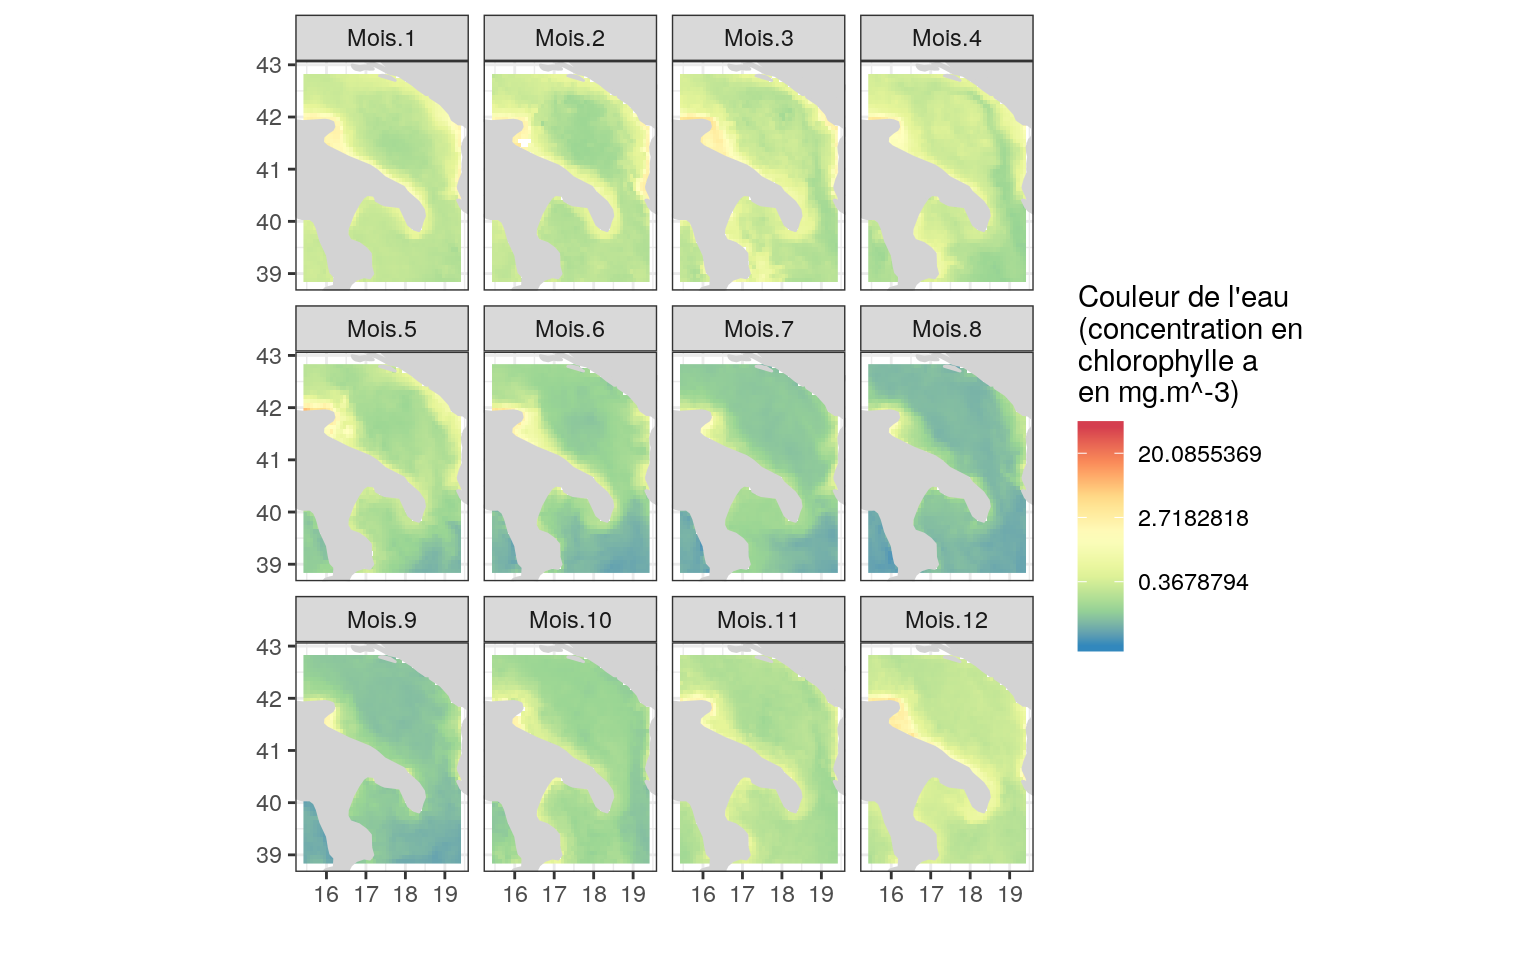 Mois.1 Mois.2 Mois.3 Mois.4
43
42
41
40
39
Mois.5 Mois.6 Mois.7 Mois.8
43
42
41
40
39
Mois.9 Mois.10 Mois.11 Mois.12
43
42
41
40
39
16 17 18 19 16 17 18 19 16 17 18 19 16 17 18 19
Couleur de l'eau
(concentration en
chlorophylle a
en mg.m^-3)
20.0855369
2.7182818
0.3678794